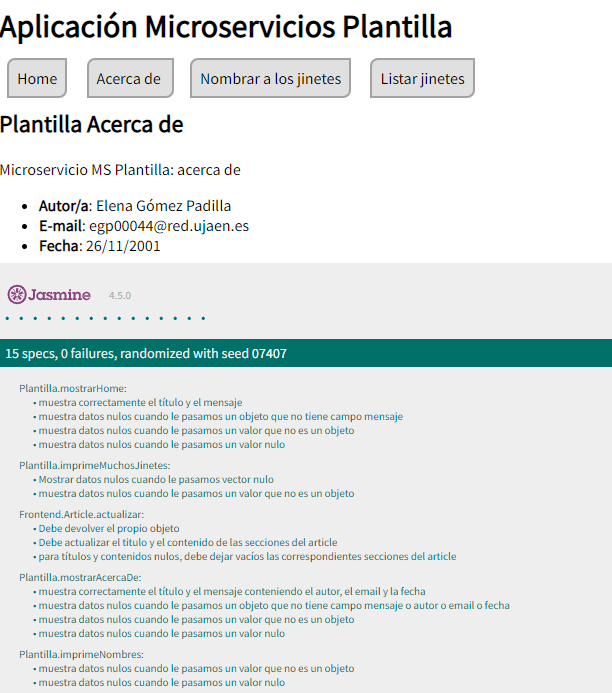 Aplicación Microservicios Plantilla
Home
Acerca de
Nombrar a los jinetes
Listar jinetes
Plantilla Acerca de
Microservicio MS Plantilla: acerca de
• Autor/a: Elena Gómez Padilla
• E-mail: egp00044@red.ujaen.es
• Fecha: 26/11/2001
Jasmine 4.5.0
• • • • • • • • • • • • • • •
15 specs, 0 failures, randomized with seed 07407
Plantilla.mostrarHome:
• muestra correctamente el título y el mensaje
• muestra datos nulos cuando le pasamos un objeto que no tiene campo mensaje
• muestra datos nulos cuando le pasamos un valor que no es un objeto
• muestra datos nulos cuando le pasamos un valor nulo
Plantilla.imprimeMuchosJinetes:
• Mostrar datos nulos cuando le pasamos vector nulo
• muestra datos nulos cuando le pasamos un valor que no es un objeto
Frontend.Article.actualizar:
• Debe devolver el propio objeto
• Debe actualizar el título y el contenido de las secciones del article
• para títulos y contenidos nulos, debe dejar vacíos las correspondientes secciones del article
Plantilla.mostrarAcercaDe:
• muestra correctamente el título y el mensaje conteniendo el autor, el email y la fecha
• muestra datos nulos cuando le pasamos un objeto que no tiene campo mensaje o autor o email o fecha
• muestra datos nulos cuando le pasamos un valor que no es un objeto
• muestra datos nulos cuando le pasamos un valor nulo
Plantilla.imprimeNombres:
• muestra datos nulos cuando le pasamos un valor que no es un objeto
• muestra datos nulos cuando le pasamos un valor nulo